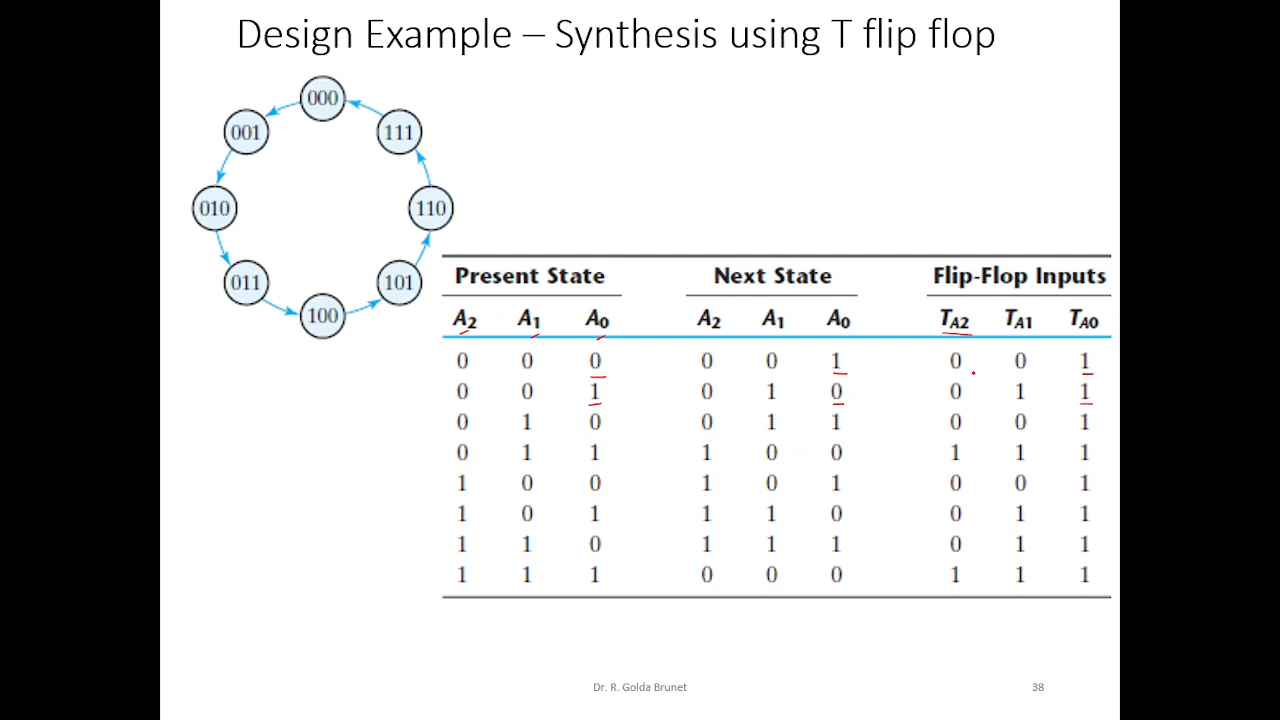 Design Example – Synthesis using T flip flop
000
001
111
010
110
011
101
100
Present State Next State Flip-Flop Inputs
A2 A1 A0 A2 A1 A0 TA2 TA1 TA0
0 0 0 0 0 1 0 0 1
0 0 1 0 1 0 0 1 1
0 1 0 0 1 1 0 0 1
0 1 1 1 0 0 1 1 1
1 0 0 1 0 1 0 0 1
1 0 1 1 1 0 0 1 1
1 1 0 1 1 1 0 1 1
1 1 1 0 0 0 1 1 1
Dr. R. Golda Brunet
38